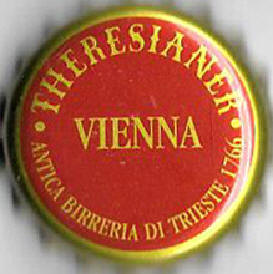 THERESIANER
VIENNA
ANTICA BIRRERIA DI TRIESTE 1766